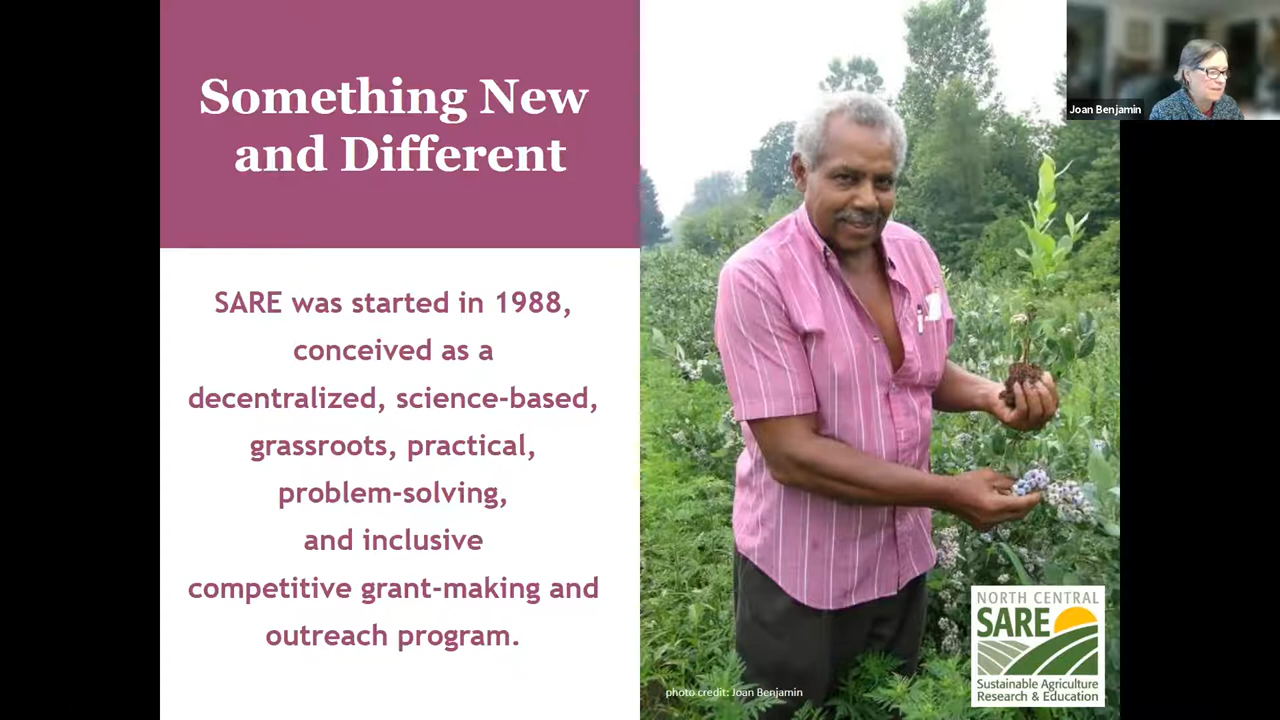 Something New
and Different
SARE was started in 1988,
conceived as a
decentralized, science-based,
grassroots, practical,
problem-solving,
and inclusive
competitive grant-making and
outreach program.
Joan Benjamin
photo credit: Joan Benjamin
NORTH CENTRAL
SARE
Sustainable Agriculture
Research & Education